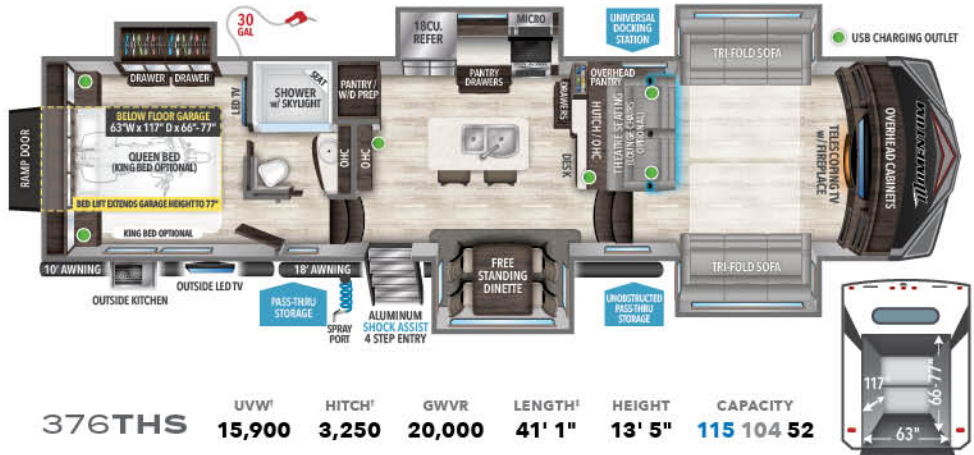 30
GAL
18CU.
REFER
MICRO
UNIVERSAL
DOCKING
STATION
TRI-FOLD SOFA
USB CHARGING OUTLET
DRAWER
DRAWER
LED TV
SHOWER
w/ SKYLIGHT
SEAT
PANTRY /
W/D PREP
PANTRY
DRAWERS
DRAWERS
OVERHEAD
PANTRY
RAMP DOOR
BELOW FLOOR GARAGE
63"W x 117" D x 66"- 77"
QUEEN BED
(KING BED OPTIONAL)
BED LIFT EXTENDS GARAGE HEIGHT TO 77"
KING BED OPTIONAL
OHC
OHC
DESK
HUTCH / OHC
THEATRE SEATING
(LOUNGE CHAIRS
OPTIONAL)
TELESCOPING TV
w/ FIREPLACE
OVERHEAD CABINETS
MOMENTUM
10' AWNING
OUTSIDE KITCHEN
OUTSIDE LED TV
18' AWNING
PASS-THRU
STORAGE
SPRAY
PORT
ALUMINUM
SHOCK ASSIST
4 STEP ENTRY
FREE
STANDING
DINETTE
UNOBSTRUCTED
PASS-THRU
STORAGE
TRI-FOLD SOFA
117"
66-77"
63"
376THS
UVW† HITCH† GWVR LENGTH‡ HEIGHT CAPACITY
15,900 3,250 20,000 41' 1" 13' 5" 115 104 52